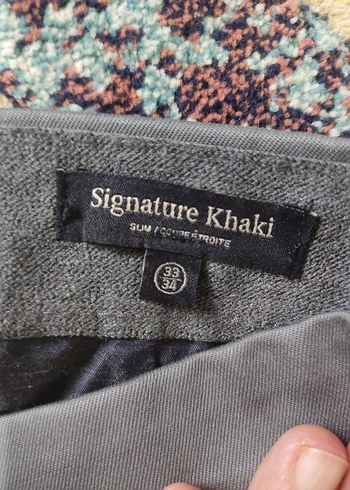 Signature Khaki
SLIM / COUPE ÉTROITE
33
34